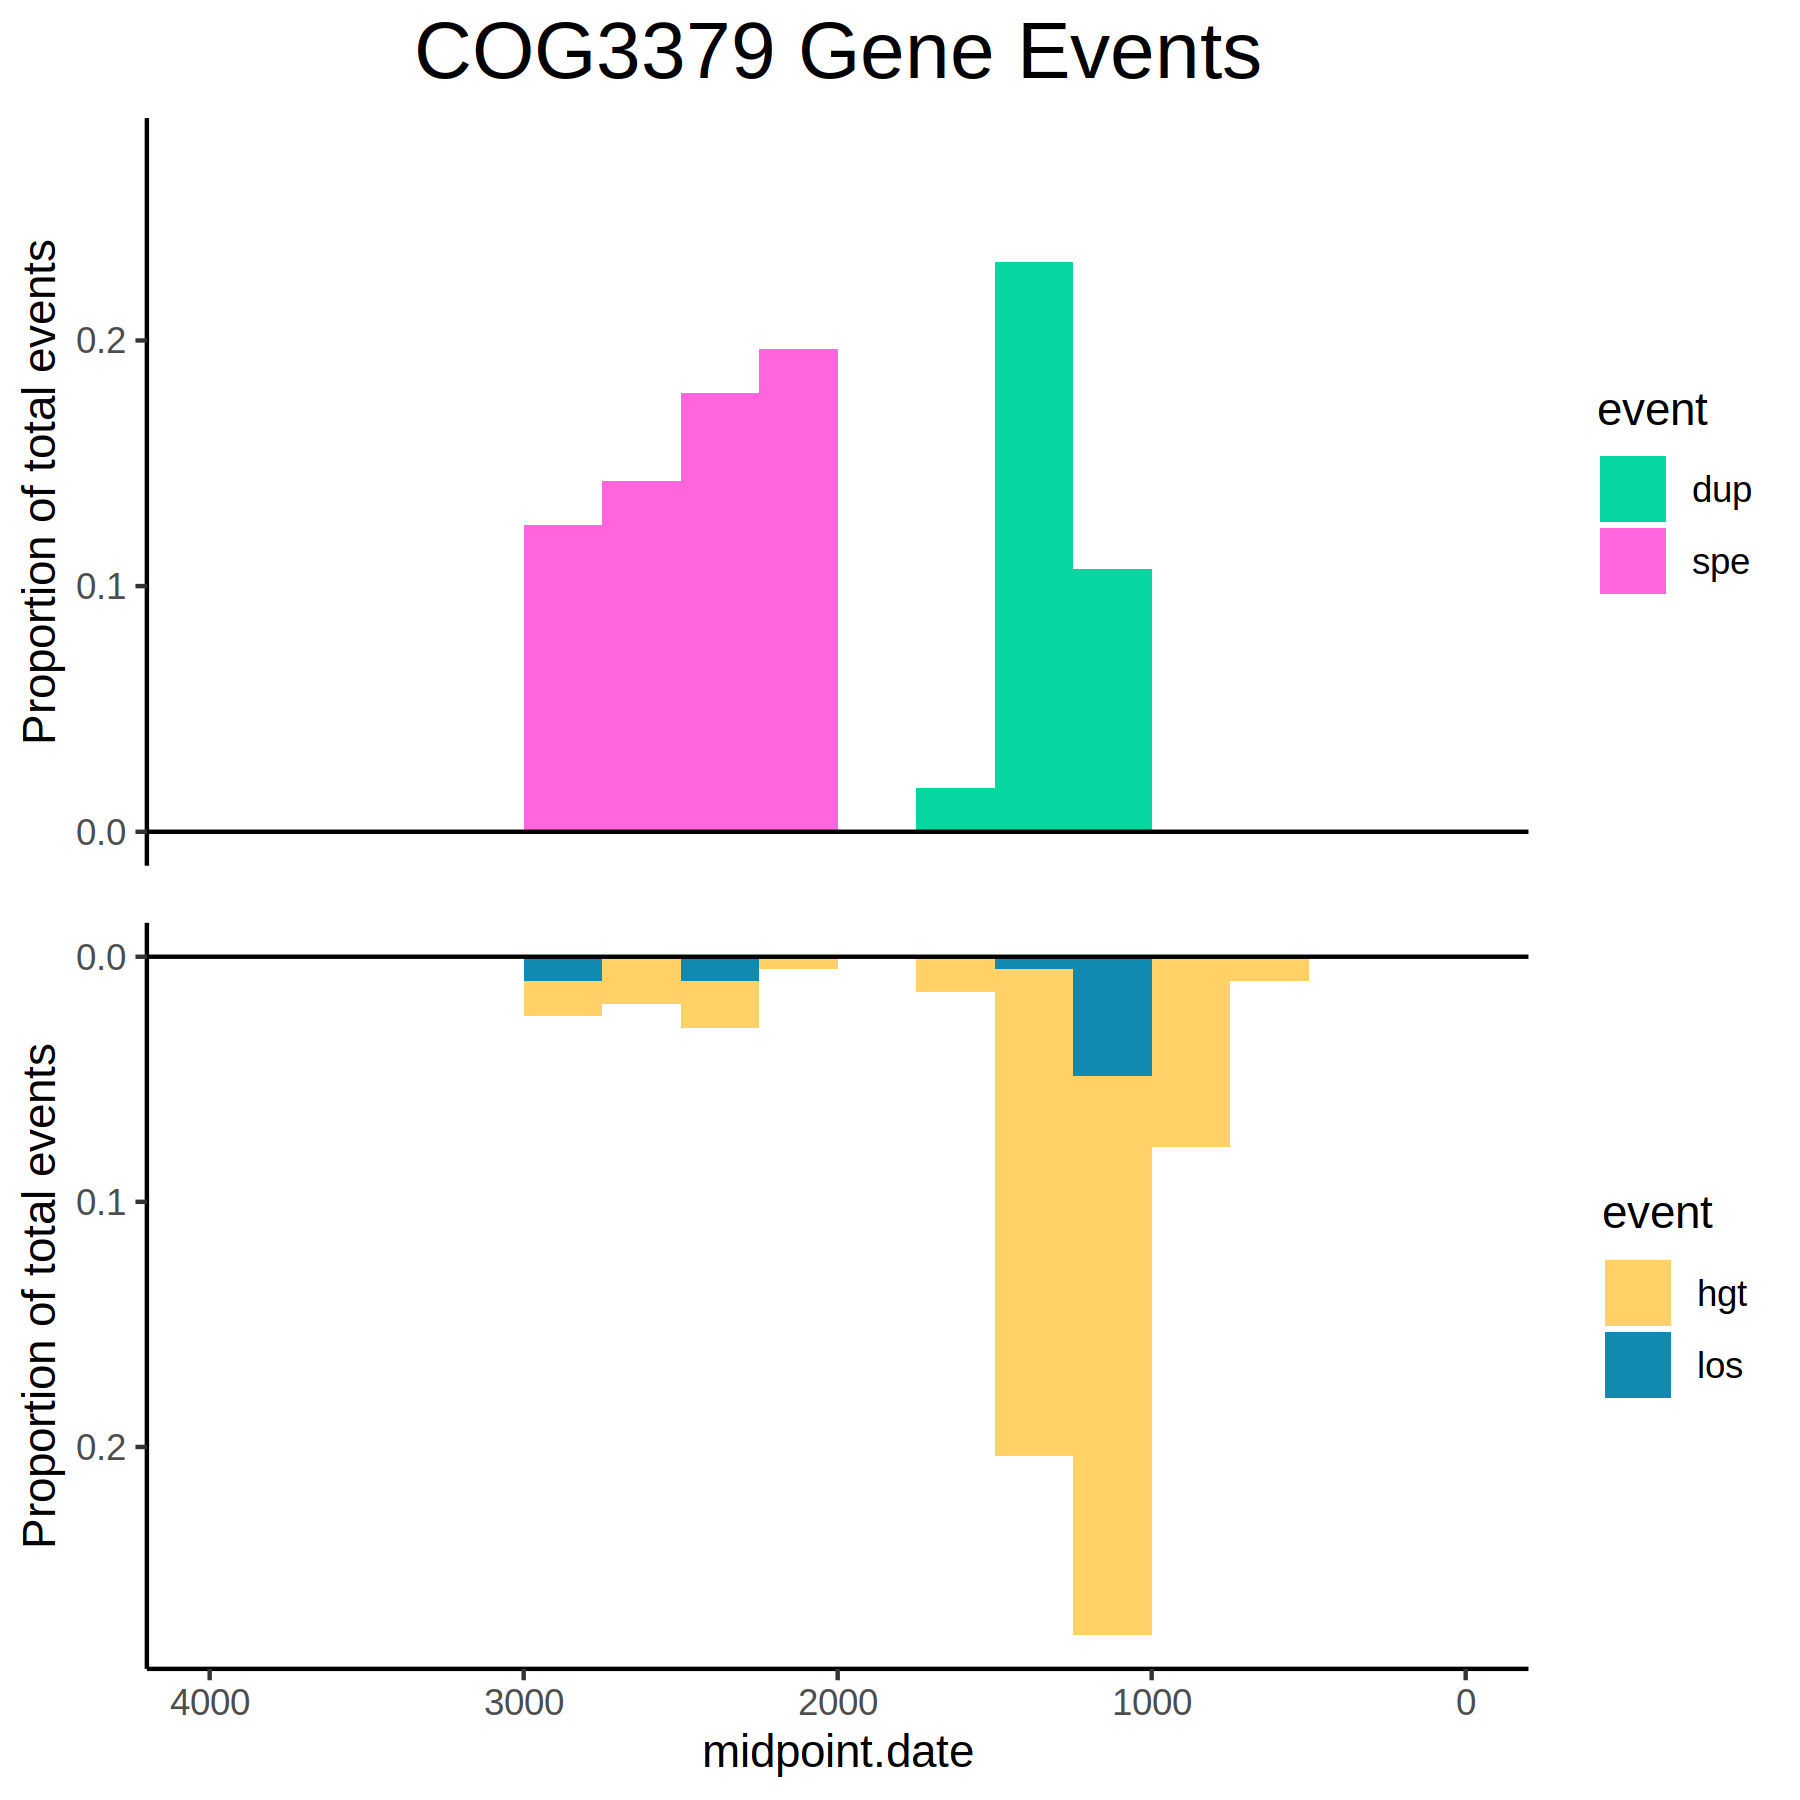 COG3379 Gene Events
Proportion of total events
0.2
0.1
0.0
event
dup
spe
Proportion of total events
0.0
0.1
0.2
event
hgt
los
4000 3000 2000 1000 0
midpoint.date